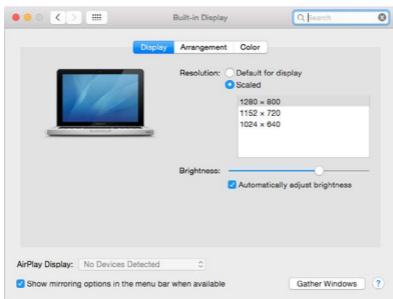 Built-in Display
Search
Display Arrangement Color
Resolution: Default for display
Scaled
1280 × 800
1152 × 720
1024 × 640
Brightness:
Automatically adjust brightness
AirPlay Display: No Devices Detected
Show mirroring options in the menu bar when available
Gather Windows ?